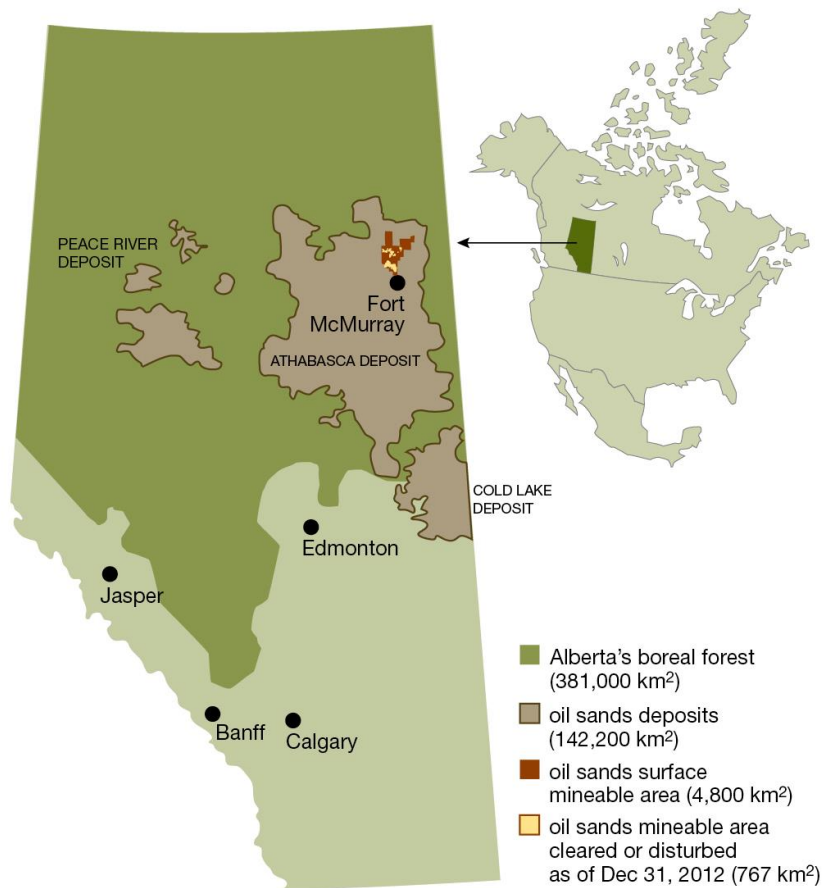 PEACE RIVER
DEPOSIT
Fort
McMurray
ATHABASCA DEPOSIT
COLD LAKE
DEPOSIT
Edmonton
Jasper
Banff
Calgary
Alberta's boreal forest
(381,000 km²)
oil sands deposits
(142,200 km²)
oil sands surface
mineable area (4,800 km²)
oil sands mineable area
cleared or disturbed
as of Dec 31, 2012 (767 km²)